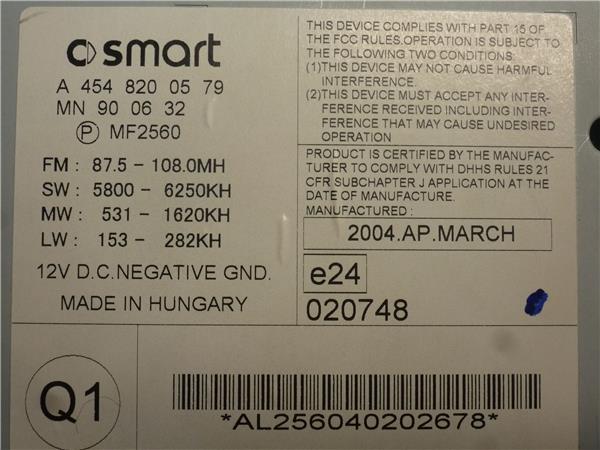 smart
A 454 820 05 79
MN 90 06 32
P MF2560
FM : 87.5 – 108.0MH
SW : 5800 – 6250KH
MW : 531 – 1620KH
LW : 153 – 282KH
12V D.C.NEGATIVE GND.
MADE IN HUNGARY
THIS DEVICE COMPLIES WITH PART 15 OF
THE FCC RULES.OPERATION IS SUBJECT TO
THE FOLLOWING TWO CONDITIONS:
(1)THIS DEVICE MAY NOT CAUSE HARMFUL
INTERFERENCE.
(2)THIS DEVICE MUST ACCEPT ANY INTER-
FERENCE RECEIVED INCLUDING INTER-
FERENCE THAT MAY CAUSE UNDESIRED
OPERATION
PRODUCT IS CERTIFIED BY THE MANUFAC-
TURER TO COMPLY WITH DHHS RULES 21
CFR SUBCHAPTER J APPLICATION AT THE
DATE OF MANUFACTURE.
MANUFACTURED :
2004.AP.MARCH
e24
020748
Q1
*AL256040202678*